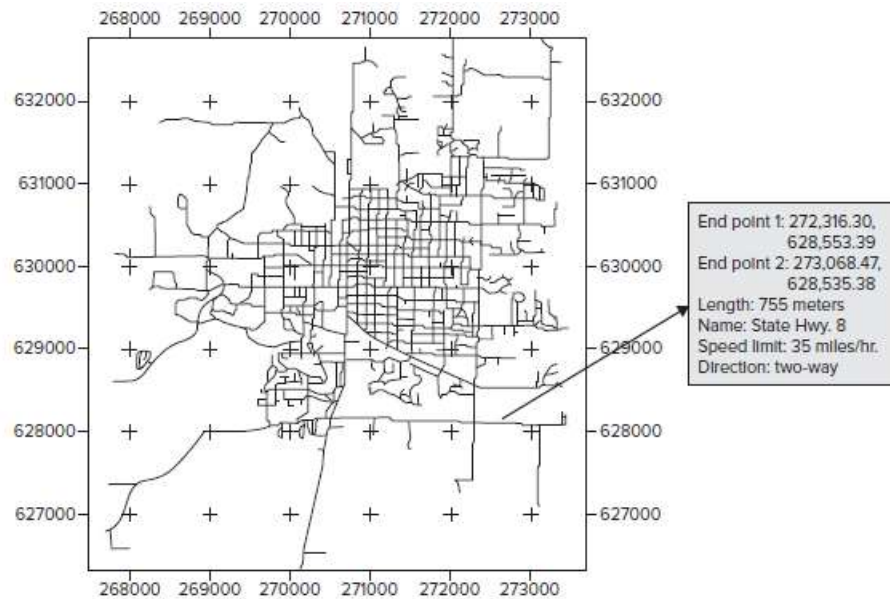 268000 269000 270000 271000 272000 273000
632000 632000
631000 631000
End point 1: 272,316.30,
628,553.39
End point 2: 273,068.47,
628,535.38
Length: 755 meters
Name: State Hwy. 8
Speed limit: 35 miles/hr.
Direction: two-way
630000 630000
629000 629000
628000 628000
627000 627000
268000 269000 270000 271000 272000 273000